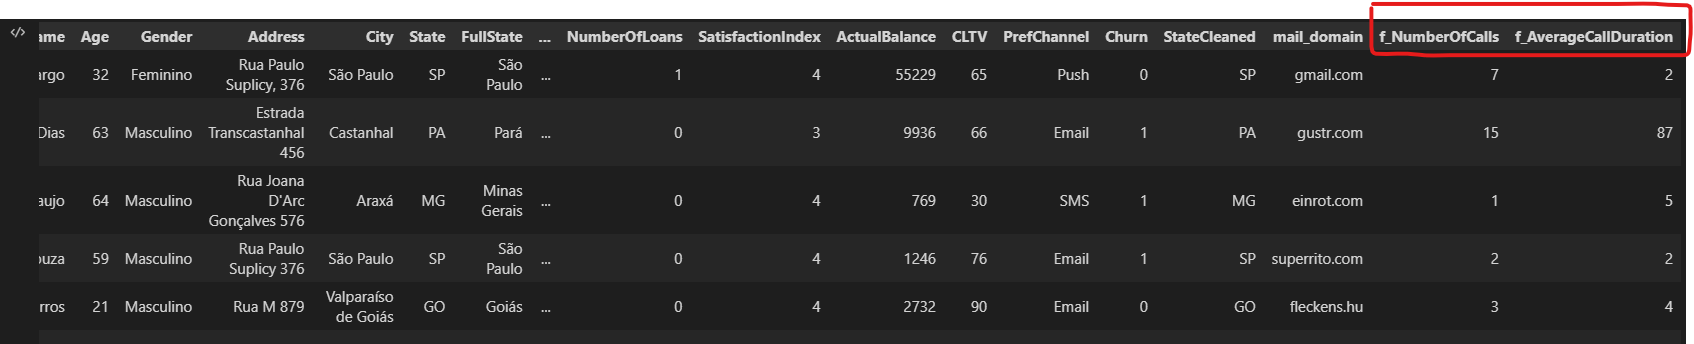 </> ame Age Gender Address City State FullState ... NumberOfLoans SatisfactionIndex ActualBalance CLTV PrefChannel Churn StateCleaned mail_domain f_NumberOfCalls f_AverageCallDuration
Rua Paulo São
argo 32 Feminino São Paulo SP ... 1 4 55229 65 Push 0 SP gmail.com 7 2
Suplicy, 376 Paulo
Estrada
Dias 63 Masculino Transcastanhal Castanhal PA Pará ... 0 3 9936 66 Email 1 PA gustr.com 15 87
456
Rua Joana
Minas
aujo 64 Masculino D'Arc Araxá MG ... 0 4 769 30 SMS 1 MG einrot.com 1 5
Gerais
Gonçalves 576
Rua Paulo São
ouza 59 Masculino São Paulo SP ... 0 4 1246 76 Email 1 SP superrito.com 2 2
Suplicy 376 Paulo
Valparaíso
rros 21 Masculino Rua M 879 GO Goiás ... 0 4 2732 90 Email 0 GO fleckens.hu 3 4
de Goiás